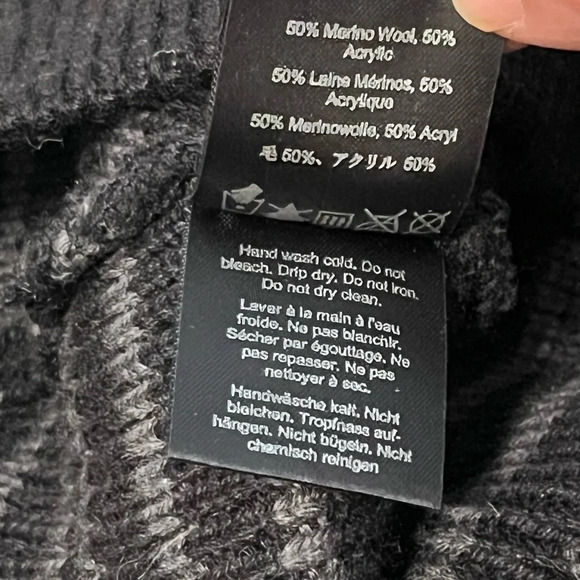 50% Merino Wool, 50%
Acrylic
50% Laine Mérinos, 50%
Acrylique
50% Merinowolle, 50% Acryl
毛 50%、アクリル 50%
Hand wash cold. Do not
bleach. Drip dry. Do not iron.
Do not dry clean.
Laver à la main à l'eau
froide. Ne pas blanchir.
Sécher par égouttage. Ne
pas repasser. Ne pas
nettoyer à sec.
Handwäsche kalt. Nicht
bleichen. Tropfnass auf-
hängen. Nicht bügeln. Nicht
chemisch reinigen